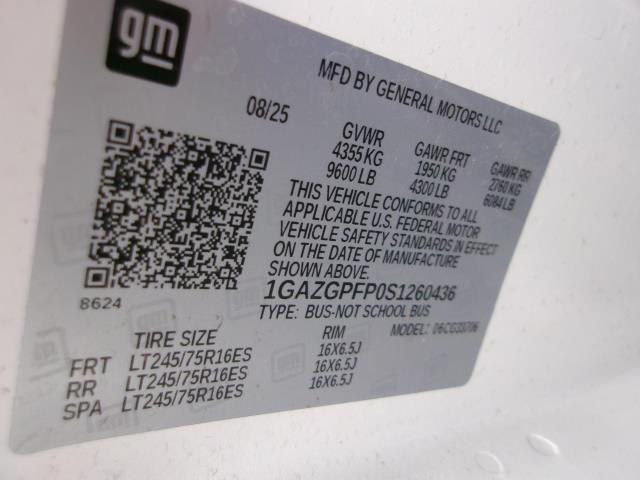 gm
MFD BY GENERAL MOTORS LLC
08/25
GVWR GAWR FRT GAWR RR
4355 KG 1950 KG 2760 KG
9600 LB 4300 LB 6084 LB
THIS VEHICLE CONFORMS TO ALL
APPLICABLE U.S. FEDERAL MOTOR
VEHICLE SAFETY STANDARDS IN EFFECT
ON THE DATE OF MANUFACTURE
SHOWN ABOVE.
8624
1GAZGPFP0S1260436
TYPE: BUS-NOT SCHOOL BUS
MODEL: 06CG33706
TIRE SIZE RIM
FRT LT245/75R16ES 16X6.5J
RR LT245/75R16ES 16X6.5J
SPA LT245/75R16ES 16X6.5J